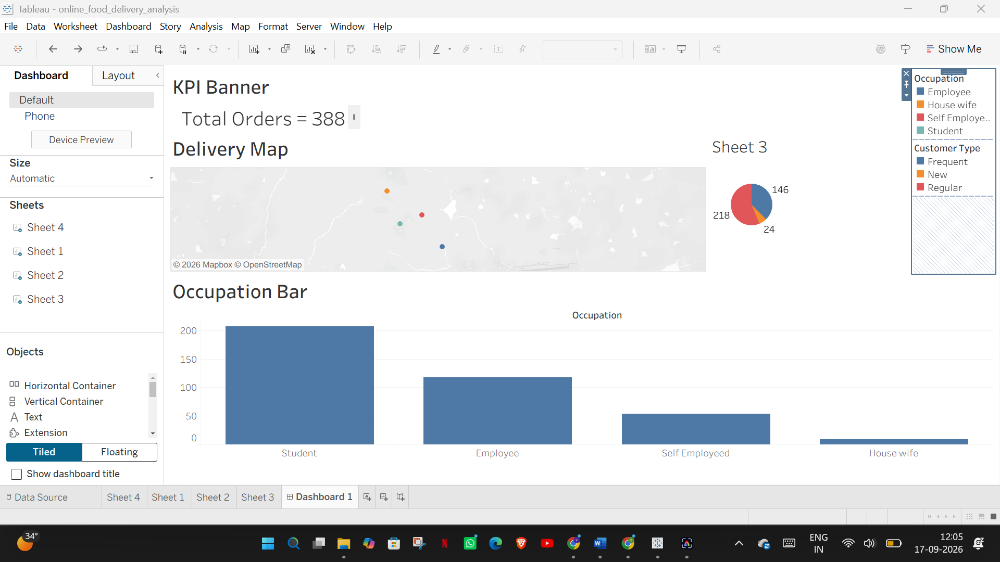 Tableau - online_food_delivery_analysis
File Data Worksheet Dashboard Story Analysis Map Format Server Window Help
Show Me
Dashboard Layout
Default
Phone
Device Preview
Size
Automatic
Sheets
Sheet 4
Sheet 1
Sheet 2
Sheet 3
Objects
Horizontal Container
Vertical Container
Text
Extension
Tiled Floating
Show dashboard title
KPI Banner
Total Orders = 388
Delivery Map
© 2026 Mapbox © OpenStreetMap
Sheet 3
146
218
24
Occupation
Employee
House wife
Self Employe..
Student
Customer Type
Frequent
New
Regular
Occupation Bar
Occupation
200
150
100
50
0
Student Employee Self Employeed House wife
Data Source Sheet 4 Sheet 1 Sheet 2 Sheet 3 Dashboard 1
34°
ENG
IN
12:05
17-09-2026